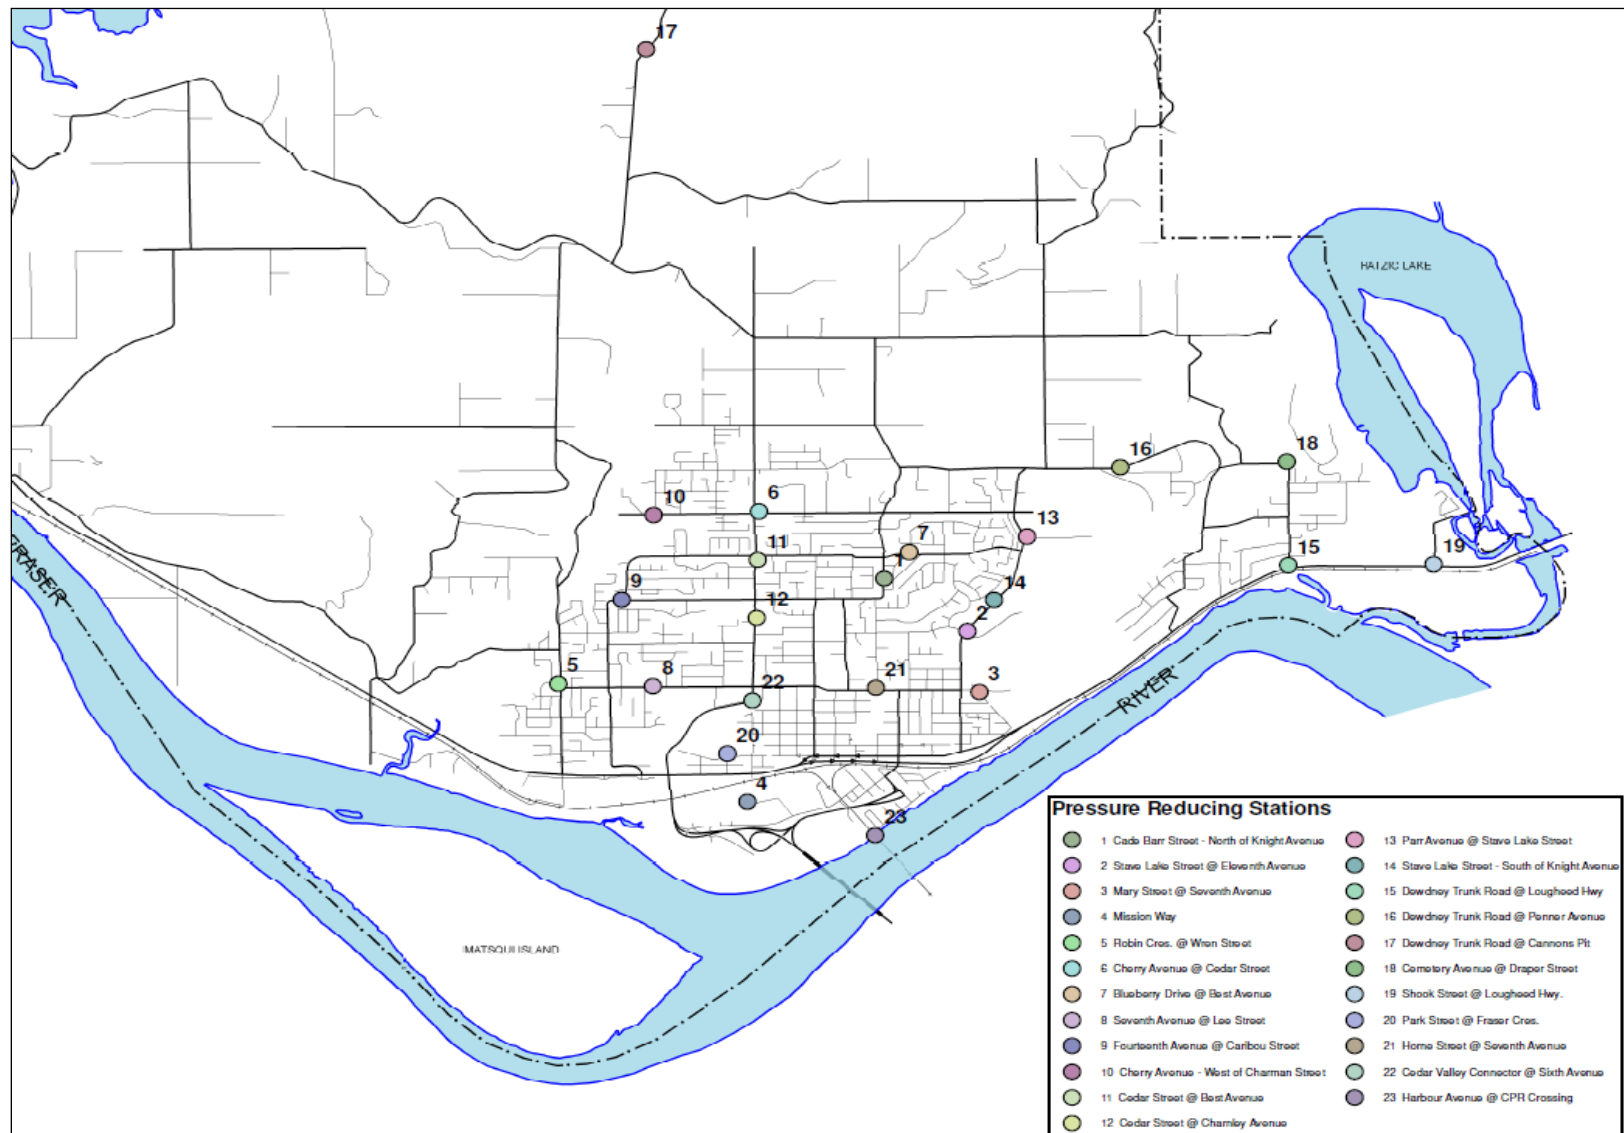 17
HATZIC LAKE
16
18
10
6
13
7
11
1
15
19
9
12
14
2
5
8
21
3
22
20
4
23
FRASER
RIVER
MATSQUI ISLAND
Pressure Reducing Stations
1 Cade Barr Street - North of Knight Avenue
2 Stave Lake Street @ Eleventh Avenue
3 Mary Street @ Seventh Avenue
4 Mission Way
5 Robin Cres. @ Wren Street
6 Cherry Avenue @ Cedar Street
7 Blueberry Drive @ Best Avenue
8 Seventh Avenue @ Lee Street
9 Fourteenth Avenue @ Caribou Street
10 Cherry Avenue - West of Charman Street
11 Cedar Street @ Best Avenue
12 Cedar Street @ Charnley Avenue
13 Parr Avenue @ Stave Lake Street
14 Stave Lake Street - South of Knight Avenue
15 Dewdney Trunk Road @ Lougheed Hwy
16 Dewdney Trunk Road @ Penner Avenue
17 Dewdney Trunk Road @ Cannons Pit
18 Cemetery Avenue @ Draper Street
19 Shook Street @ Lougheed Hwy.
20 Park Street @ Fraser Cres.
21 Horne Street @ Seventh Avenue
22 Cedar Valley Connector @ Sixth Avenue
23 Harbour Avenue @ CPR Crossing